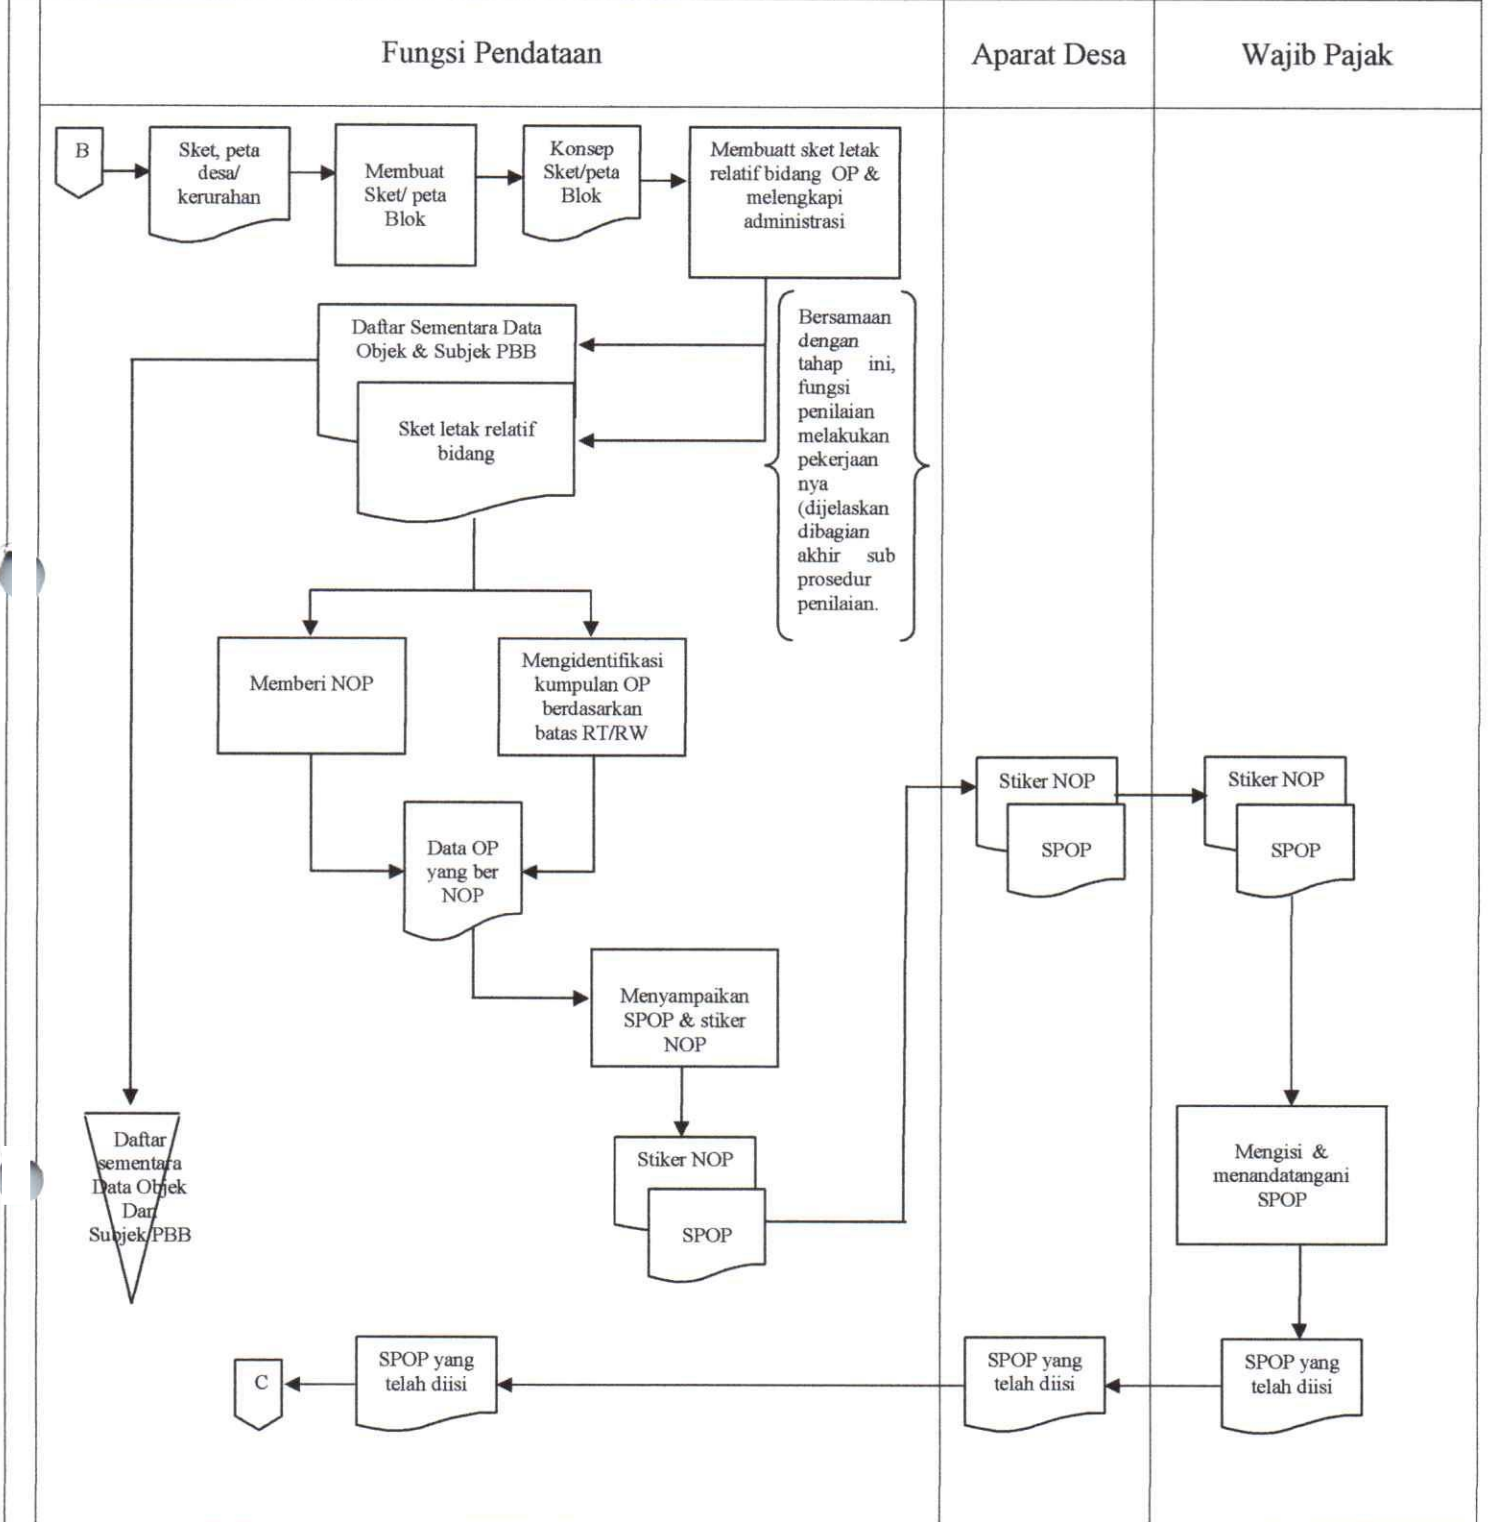 Fungsi Pendataan
Aparat Desa
Wajib Pajak
B
Sket, peta
desa/
kerurahan
Membuat
Sket/ peta
Blok
Konsep
Sket/peta
Blok
Membuatt sket letak
relatif bidang OP &
melengkapi
administrasi
Daftar Sementara Data
Objek & Subjek PBB
Sket letak relatif
bidang
Bersamaan
dengan
tahap ini,
fungsi
penilaian
melakukan
pekerjaan
nya
(dijelaskan
dibagian
akhir sub
prosedur
penilaian.
Memberi NOP
Mengidentifikasi
kumpulan OP
berdasarkan
batas RT/RW
Data OP
yang ber
NOP
Stiker NOP
SPOP
Stiker NOP
SPOP
Menyampaikan
SPOP & stiker
NOP
Stiker NOP
SPOP
Daftar
sementara
Data Objek
Dan
Subjek PBB
Mengisi &
menandatangani
SPOP
SPOP yang
telah diisi
SPOP yang
telah diisi
SPOP yang
telah diisi
C